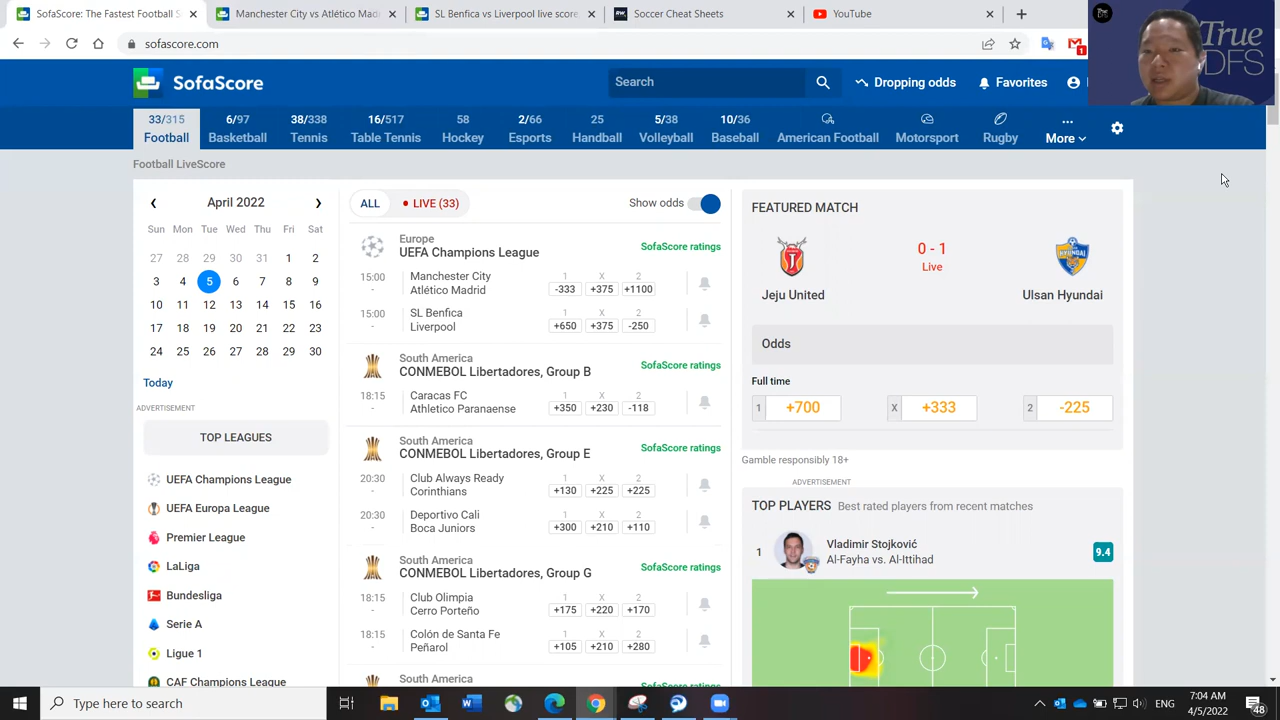 SofaScore: The Fastest Football S
Manchester City vs Atlético Mad
SL Benfica vs Liverpool live score
RW Soccer Cheat Sheets
YouTube
sofascore.com
1
True
DFS
SofaScore
Search
Dropping odds
Favorites
33/315
Football
6/97
Basketball
38/338
Tennis
16/517
Table Tennis
58
Hockey
2/66
Esports
25
Handball
5/38
Volleyball
10/36
Baseball
American Football
Motorsport
Rugby
More
Football LiveScore
April 2022
Sun Mon Tue Wed Thu Fri Sat
27 28 29 30 31 1 2
3 4 5 6 7 8 9
10 11 12 13 14 15 16
17 18 19 20 21 22 23
24 25 26 27 28 29 30
Today
ADVERTISEMENT
TOP LEAGUES
UEFA Champions League
UEFA Europa League
Premier League
LaLiga
Bundesliga
Serie A
Ligue 1
CAF Champions League
ALL LIVE (33) Show odds
Europe
UEFA Champions League SofaScore ratings
15:00 Manchester City 1 X 2
- Atlético Madrid -333 +375 +1100
15:00 SL Benfica 1 X 2
- Liverpool +650 +375 -250
South America
CONMEBOL Libertadores, Group B SofaScore ratings
18:15 Caracas FC 1 X 2
- Athletico Paranaense +350 +230 -118
South America
CONMEBOL Libertadores, Group E SofaScore ratings
20:30 Club Always Ready 1 X 2
- Corinthians +130 +225 +225
20:30 Deportivo Cali 1 X 2
- Boca Juniors +300 +210 +110
South America
CONMEBOL Libertadores, Group G SofaScore ratings
18:15 Club Olimpia 1 X 2
- Cerro Porteño +175 +220 +170
18:15 Colón de Santa Fe 1 X 2
- Peñarol +105 +210 +280
South America SofaScore ratings
FEATURED MATCH
0 - 1
Live
Jeju United Ulsan Hyundai
Odds
Full time
1 +700 X +333 2 -225
Gamble responsibly 18+
ADVERTISEMENT
TOP PLAYERS Best rated players from recent matches
1 Vladimir Stojković 9.4
Al-Fayha vs. Al-Ittihad
Type here to search
ENG
7:04 AM
4/5/2022
48